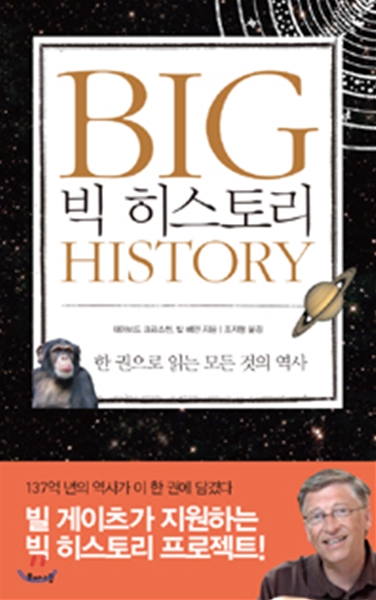 BIG
빅 히스토리
HISTORY
데이비드 크리스천, 밥 베인 지음 | 조지형 옮김
한 권으로 읽는 모든 것의 역사
137억 년의 역사가 이 한 권에 담겼다
빌 게이츠가 지원하는
빅 히스토리 프로젝트!